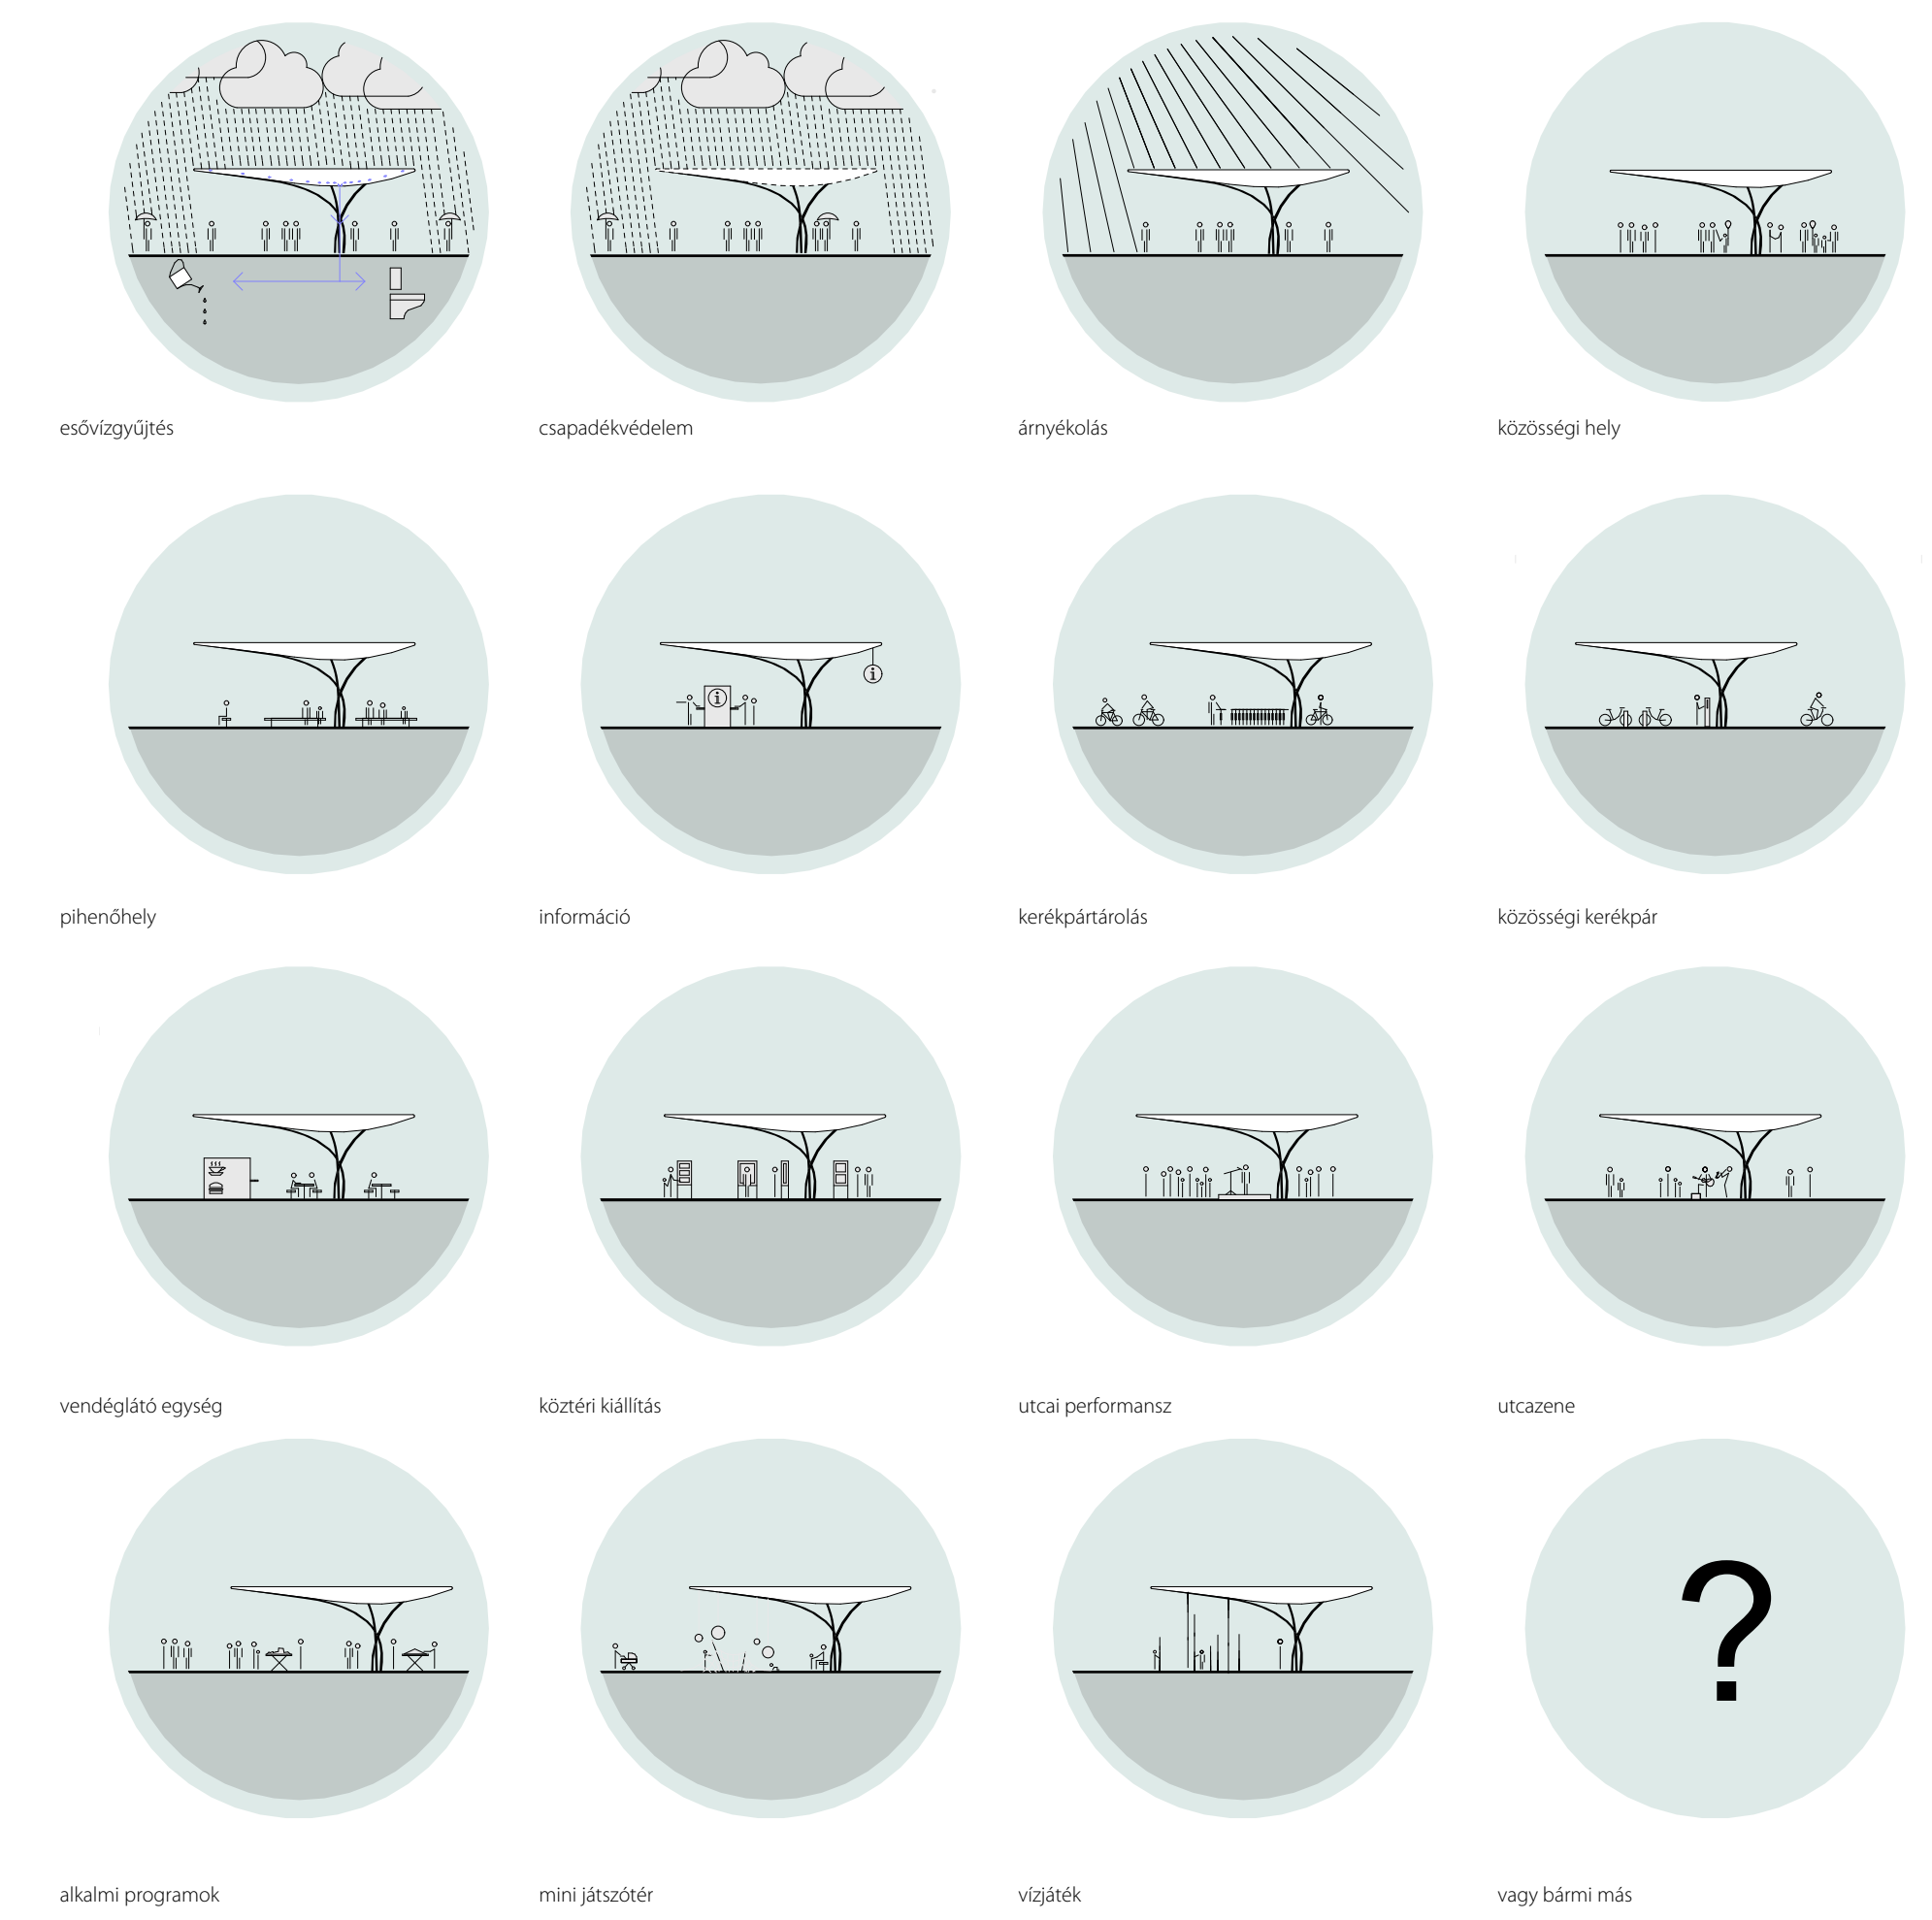 esővízgyűjtés
csapadékvédelem
árnyékolás
közösségi hely
pihenőhely
i
i
információ
kerékpártárolás
közösségi kerékpár
vendéglátó egység
köztéri kiállítás
utcai performansz
utcazene
?
alkalmi programok
mini játszótér
vízjáték
vagy bármi más